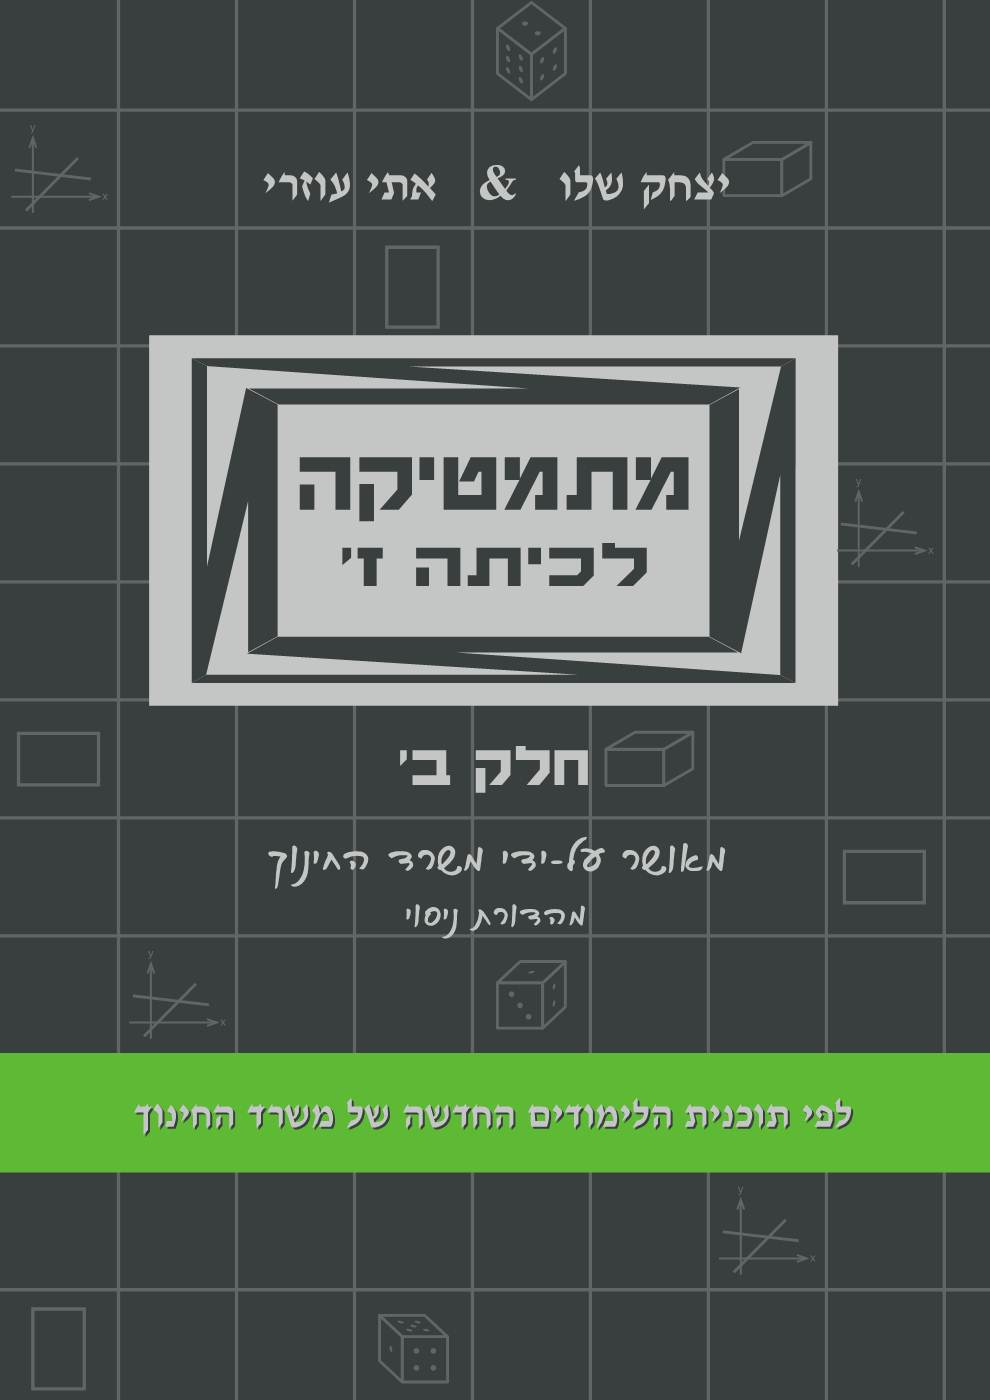 יצחק שלו & אתי עוזרי
מתמטיקה
לכיתה ז'
חלק ב'
מאושר על-ידי משרד החינוך
מהדורת ניסוי
לפי תוכנית הלימודים החדשה של משרד החינוך
y
x
y
x
y
x
y
x